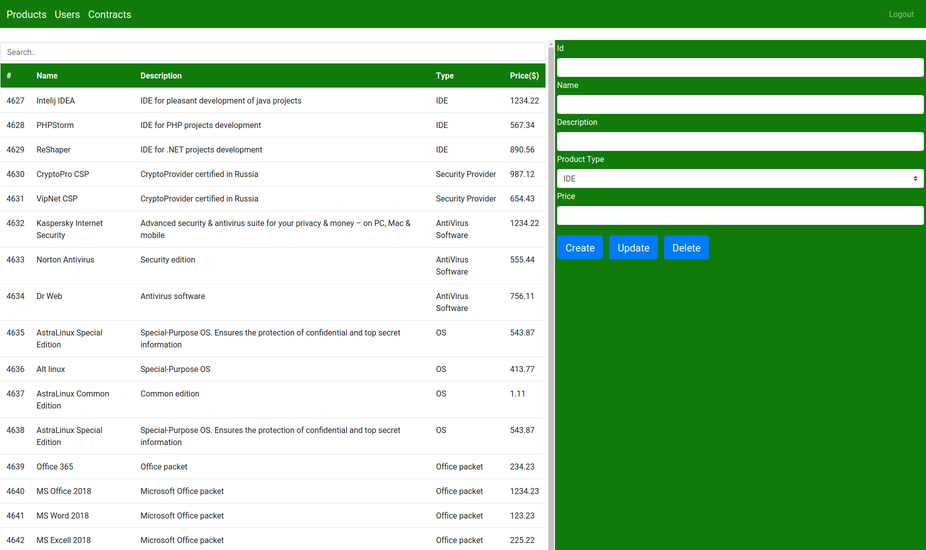 Products Users Contracts Logout
Search..
# Name Description Type Price($)
4627 Intelij IDEA IDE for pleasant development of java projects IDE 1234.22
4628 PHPStorm IDE for PHP projects development IDE 567.34
4629 ReShaper IDE for .NET projects development IDE 890.56
4630 CryptoPro CSP CryptoProvider certified in Russia Security Provider 987.12
4631 VipNet CSP CryptoProvider certified in Russia Security Provider 654.43
4632 Kaspersky Internet Advanced security & antivirus suite for your privacy & money – on PC, Mac & AntiVirus 1234.22
Security mobile Software
4633 Norton Antivirus Security edition AntiVirus 555.44
Software
4634 Dr Web Antivirus software AntiVirus 756.11
Software
4635 AstraLinux Special Special-Purpose OS. Ensures the protection of confidential and top secret OS 543.87
Edition information
4636 Alt linux Special-Purpose OS OS 413.77
4637 AstraLinux Common Common edition OS 1.11
Edition
4638 AstraLinux Special Special-Purpose OS. Ensures the protection of confidential and top secret OS 543.87
Edition information
4639 Office 365 Office packet Office packet 234.23
4640 MS Office 2018 Microsoft Office packet Office packet 1234.23
4641 MS Word 2018 Microsoft Office packet Office packet 123.23
4642 MS Excell 2018 Microsoft Office packet Office packet 225.22
Id
Name
Description
Product Type
IDE
Price
Create Update Delete